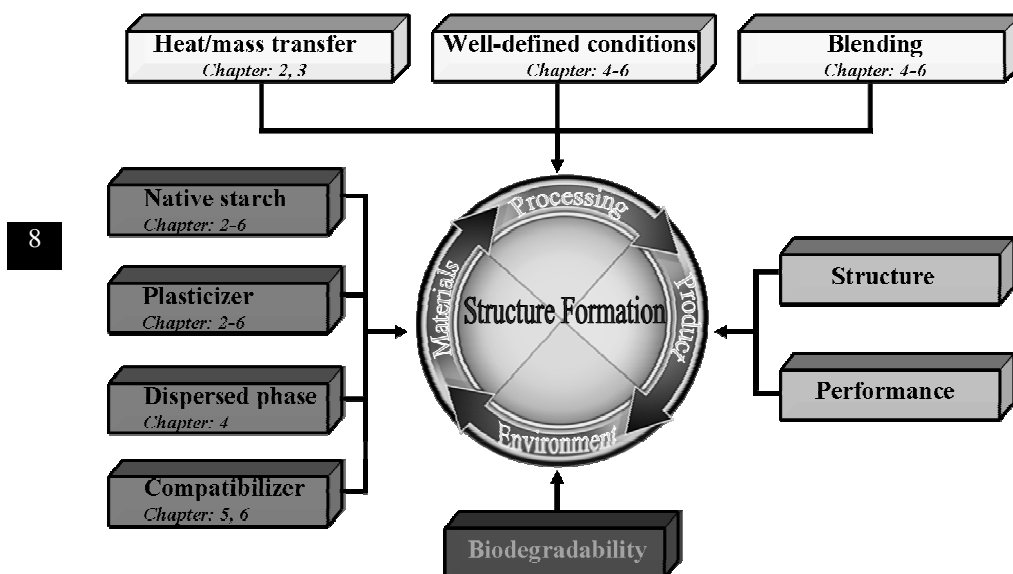 Heat/mass transfer
Chapter: 2, 3
Well-defined conditions
Chapter: 4-6
Blending
Chapter: 4-6
Native starch
Chapter: 2-6
8
Plasticizer
Chapter: 2-6
Dispersed phase
Chapter: 4
Compatibilizer
Chapter: 5, 6
Processing
Materials
Structure Formation
Product
Environment
Structure
Performance
Biodegradability